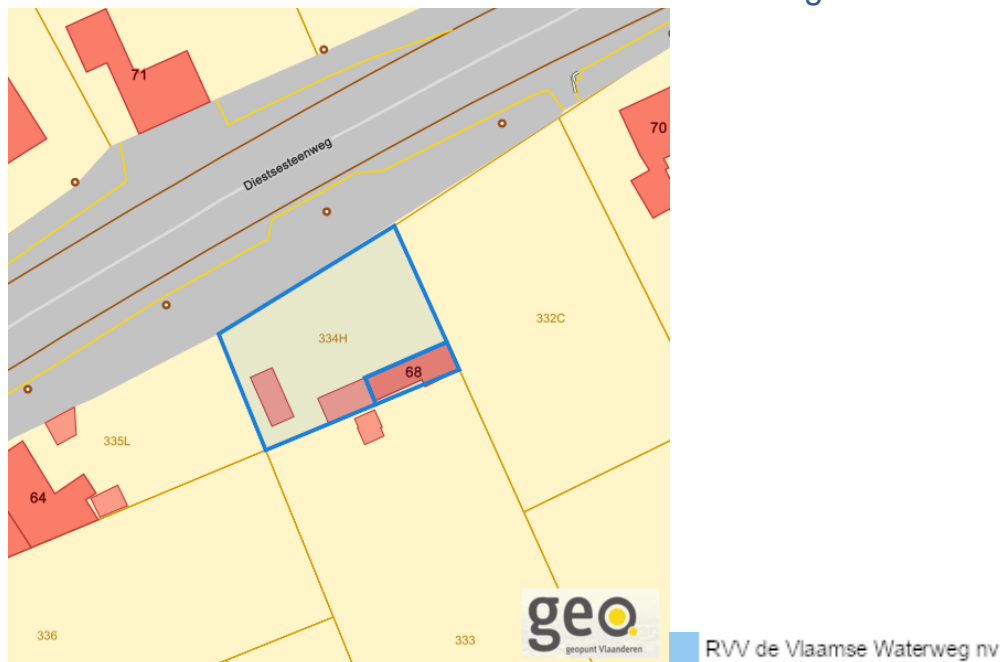 g
71
70
Diestsesteenweg
332C
334H
68
335L
64
336
333
geo
geopunt Vlaanderen
RVV de Vlaamse Waterweg nv